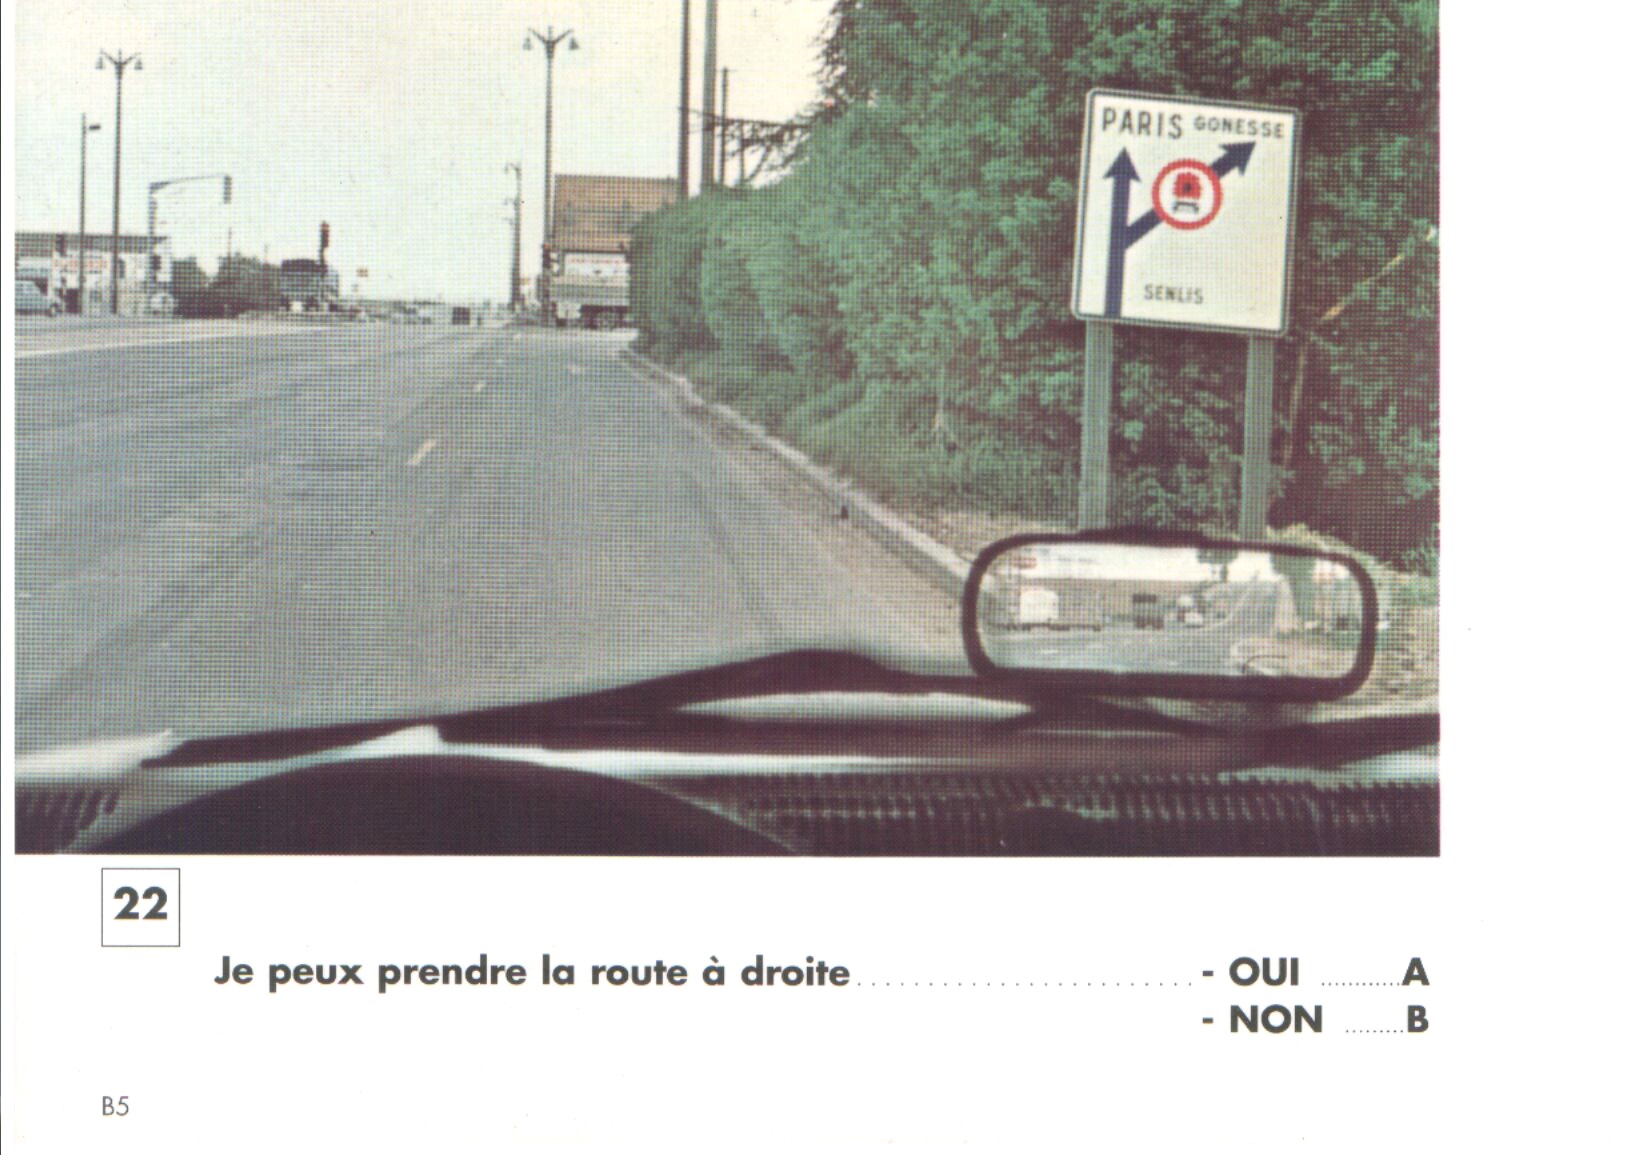 PARIS GONESSE
SENLIS
22
Je peux prendre la route à droite........................- OUI ............A
- NON .........B
B5